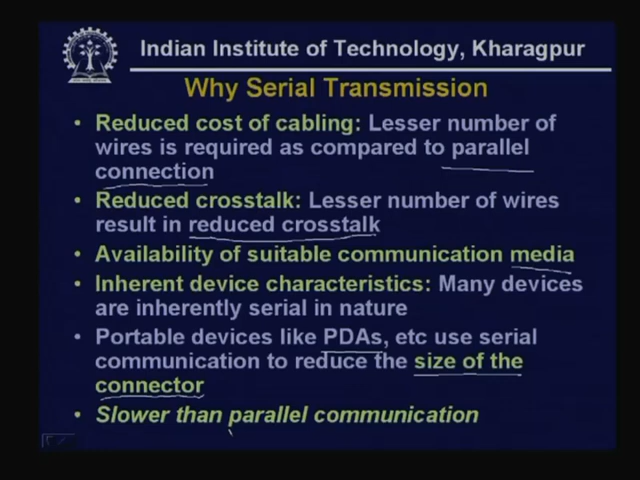 Indian Institute of Technology, Kharagpur
Why Serial Transmission
• Reduced cost of cabling: Lesser number of
wires is required as compared to parallel
connection
• Reduced crosstalk: Lesser number of wires
result in reduced crosstalk
• Availability of suitable communication media
• Inherent device characteristics: Many devices
are inherently serial in nature
• Portable devices like PDAs, etc use serial
communication to reduce the size of the
connector
• Slower than parallel communication